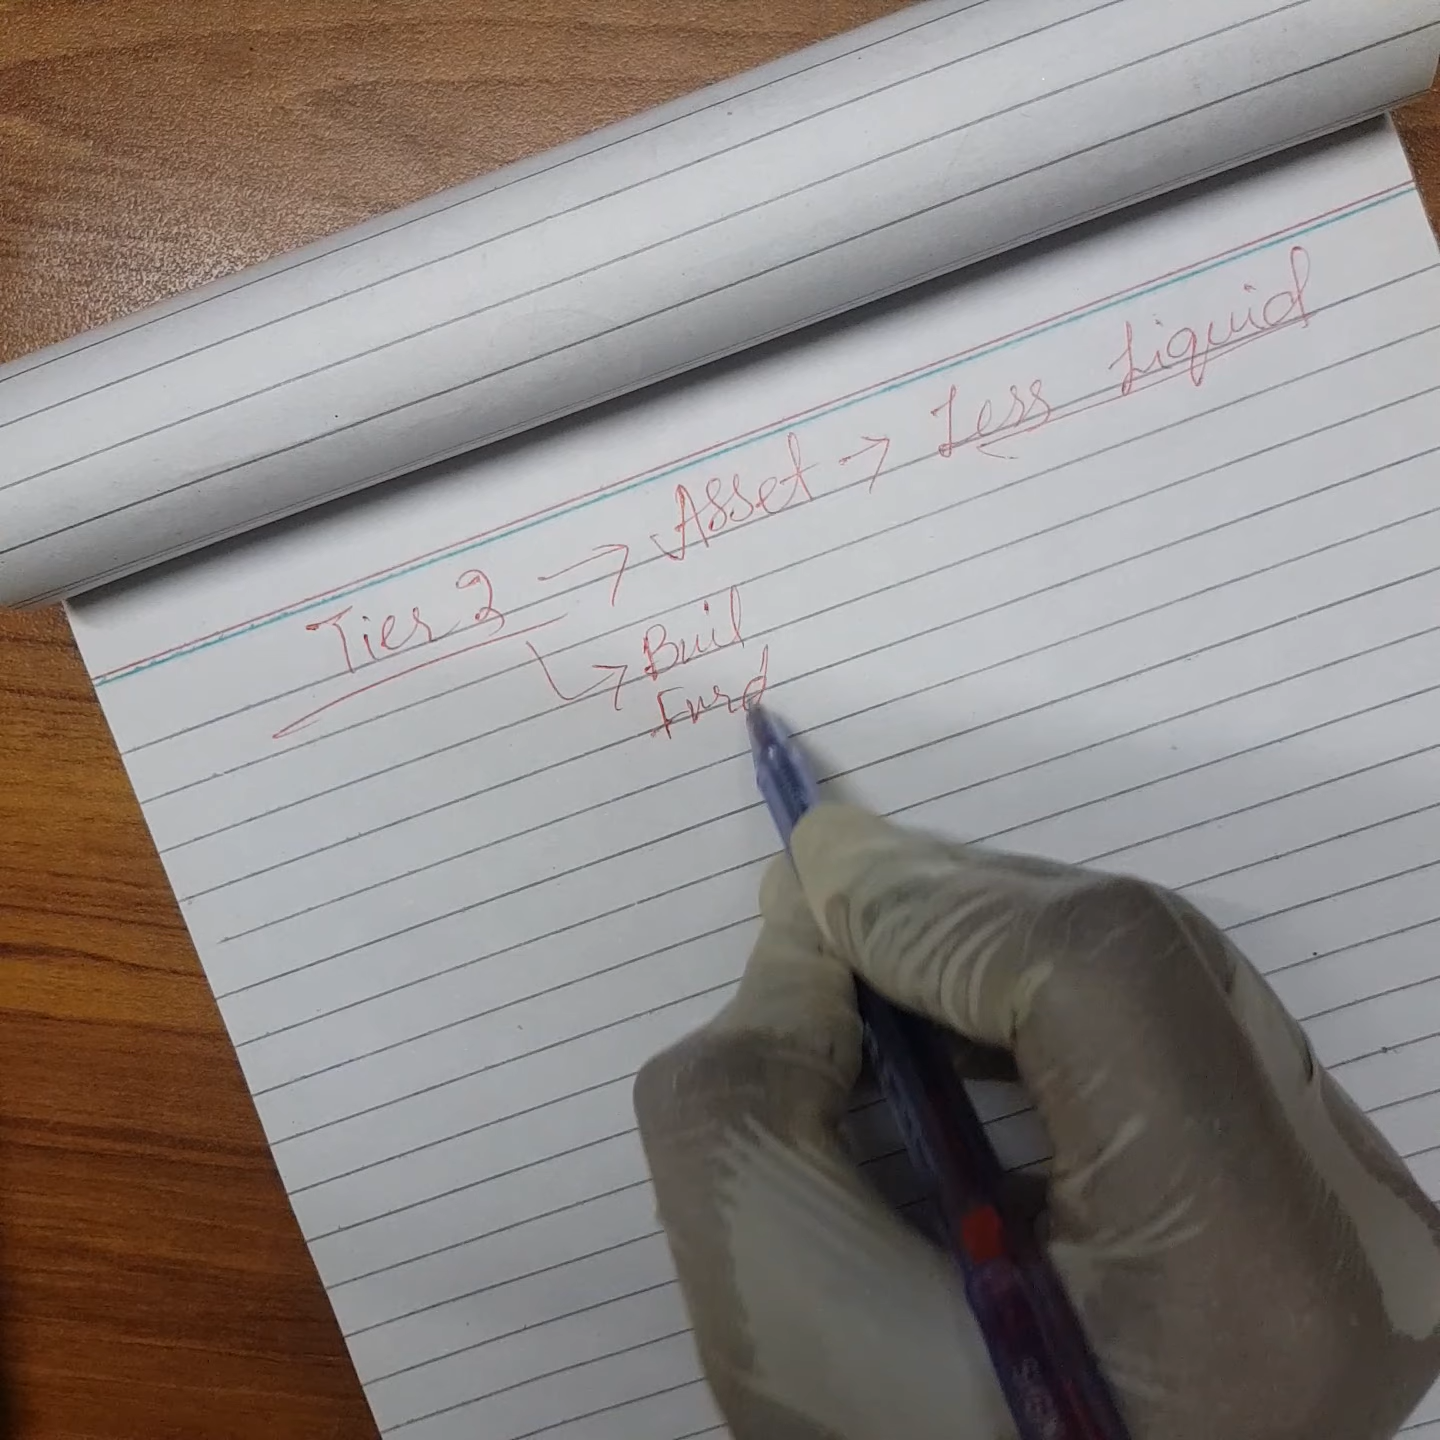 Tier 2 → Asset → Less Liquid
→ Buil
Fund